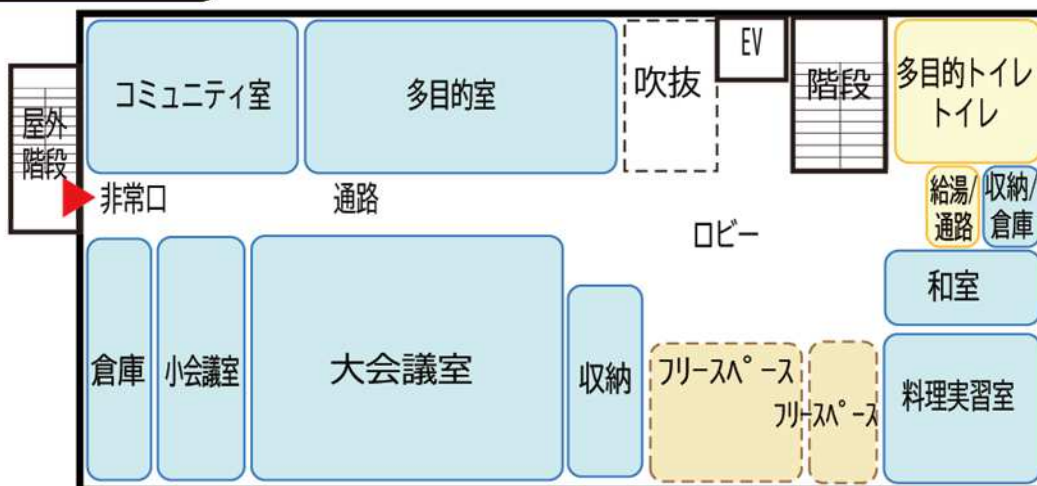 コミュニティ室
多目的室
吹抜
EV
階段
多目的トイレ
トイレ
屋外
階段
非常口
通路
ロビー
給湯/
通路
収納/
倉庫
和室
倉庫
小会議室
大会議室
収納
フリースペース
フリースペース
料理実習室